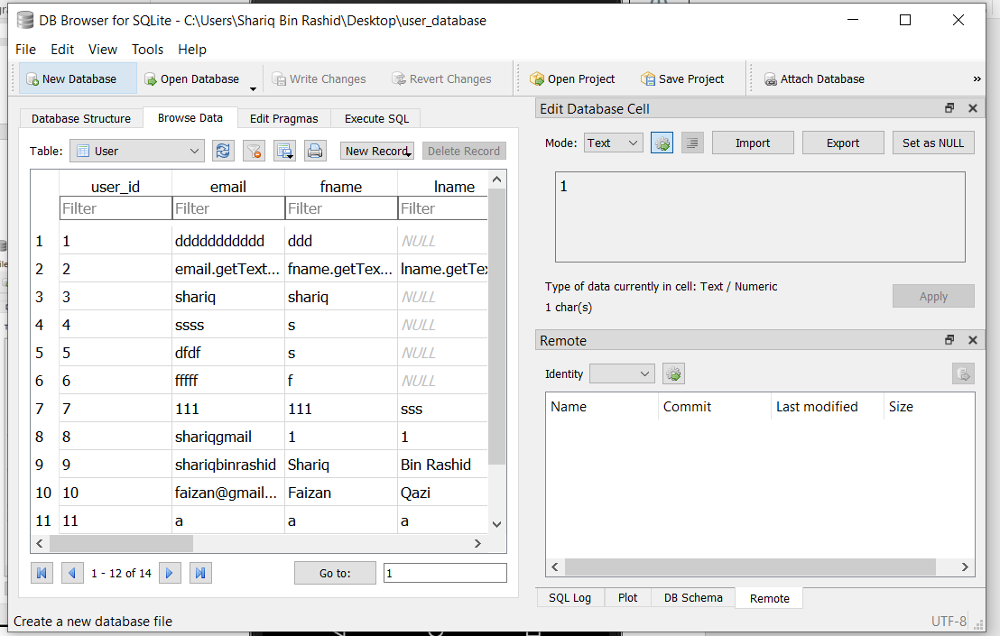 DB Browser for SQLite - C:\Users\Shariq Bin Rashid\Desktop\user_database
File Edit View Tools Help
New Database Open Database Write Changes Revert Changes Open Project Save Project Attach Database »
Database Structure Browse Data Edit Pragmas Execute SQL
Table: User New Record Delete Record
user_id email fname lname
Filter Filter Filter Filter
1 1 ddddddddddd ddd NULL
2 2 email.getText... fname.getTex... lname.getTe
3 3 shariq shariq NULL
4 4 ssss s NULL
5 5 dfdf s NULL
6 6 fffff f NULL
7 7 111 111 sss
8 8 shariqgmail 1 1
9 9 shariqbinrashid Shariq Bin Rashid
10 10 faizan@gmail... Faizan Qazi
11 11 a a a
1 - 12 of 14 Go to: 1
Edit Database Cell
Mode: Text Import Export Set as NULL
1
Type of data currently in cell: Text / Numeric
1 char(s)
Apply
Remote
Identity
Name Commit Last modified Size
SQL Log Plot DB Schema Remote
Create a new database file UTF-8